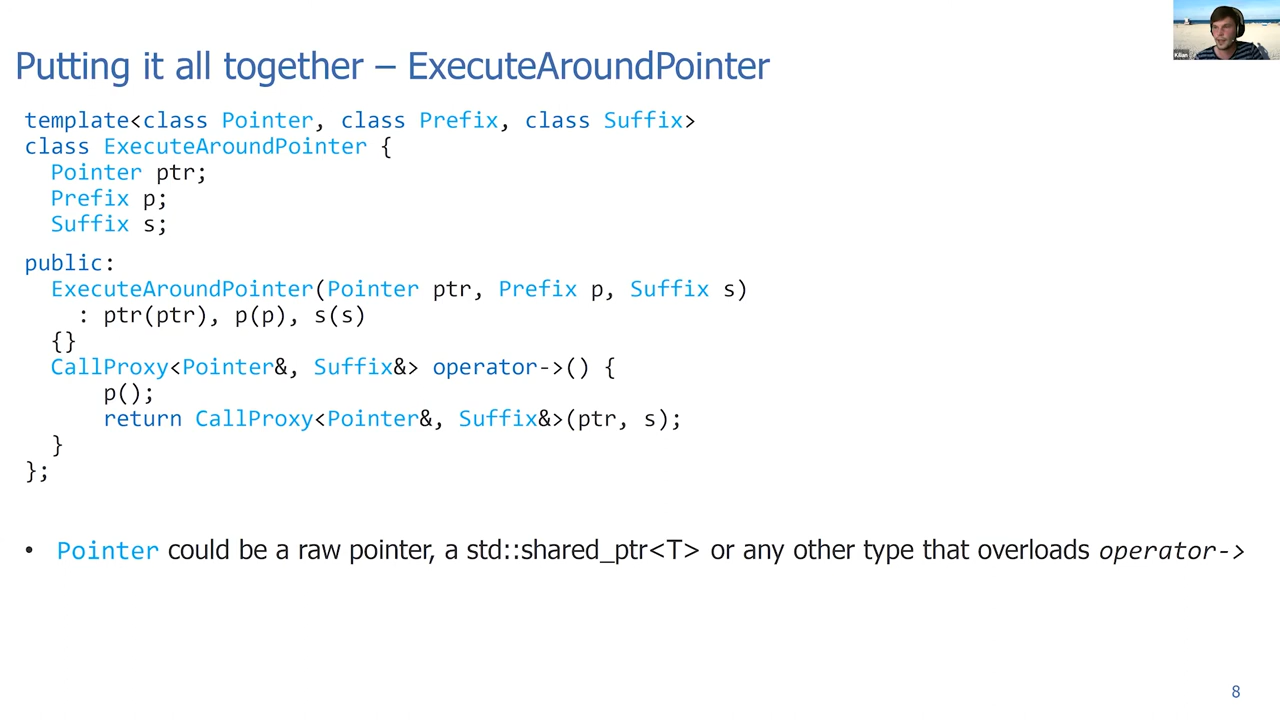 Putting it all together – ExecuteAroundPointer
template<class Pointer, class Prefix, class Suffix>
class ExecuteAroundPointer {
  Pointer ptr;
  Prefix p;
  Suffix s;
public:
  ExecuteAroundPointer(Pointer ptr, Prefix p, Suffix s)
    : ptr(ptr), p(p), s(s)
  {}
  CallProxy<Pointer&, Suffix&> operator->() {
      p();
      return CallProxy<Pointer&, Suffix&>(ptr, s);
  }
};
• Pointer could be a raw pointer, a std::shared_ptr<T> or any other type that overloads operator->
8
Kilian